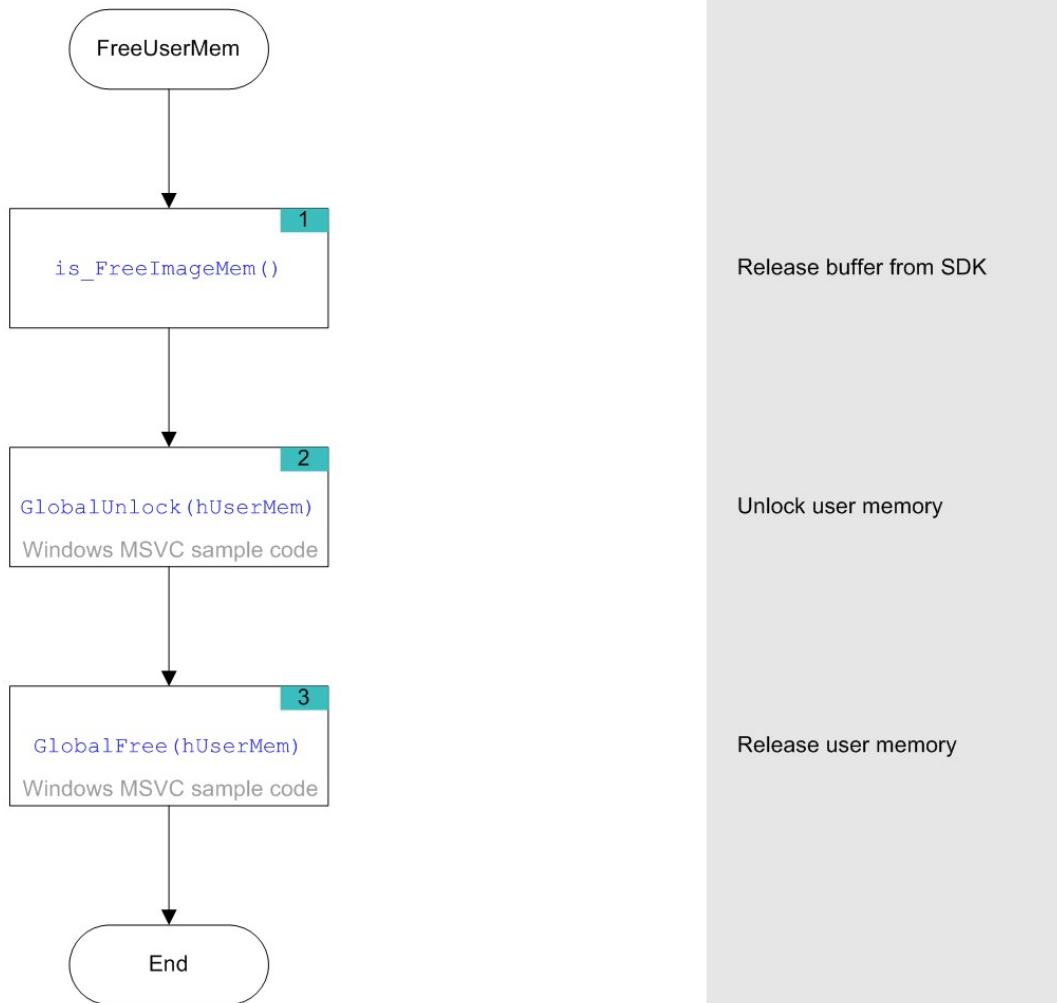 FreeUserMem
1
is_FreeImageMem()
Release buffer from SDK
2
GlobalUnlock(hUserMem)
Unlock user memory
Windows MSVC sample code
3
GlobalFree(hUserMem)
Release user memory
Windows MSVC sample code
End